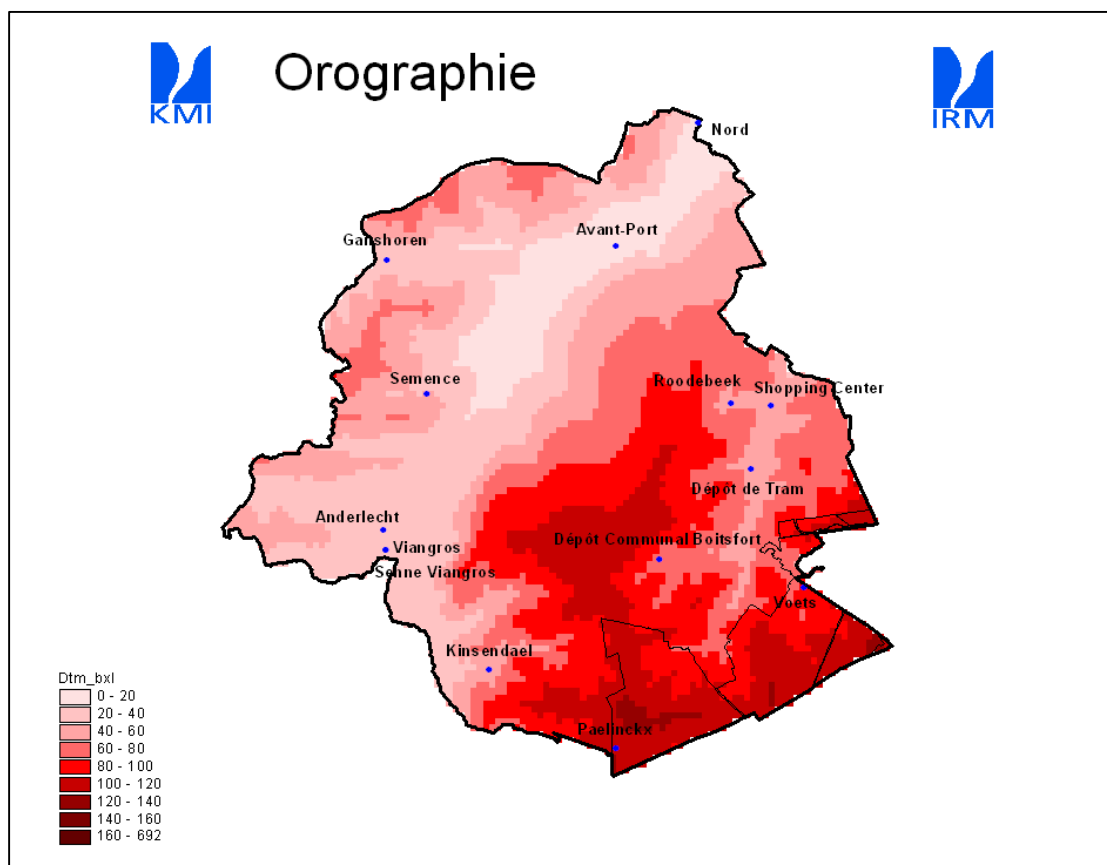 Orographie
KMI
IRM
Nord
Avant-Port
Ganshoren
Semence
Roodebeek
Shopping Center
Dépôt de Tram
Anderlecht
Viangros
Dépôt Communal Boitsfort
Senne Viangros
Voets
Kinsendael
Paelinckx
Dtm_bxl
0 - 20
20 - 40
40 - 60
60 - 80
80 - 100
100 - 120
120 - 140
140 - 160
160 - 692